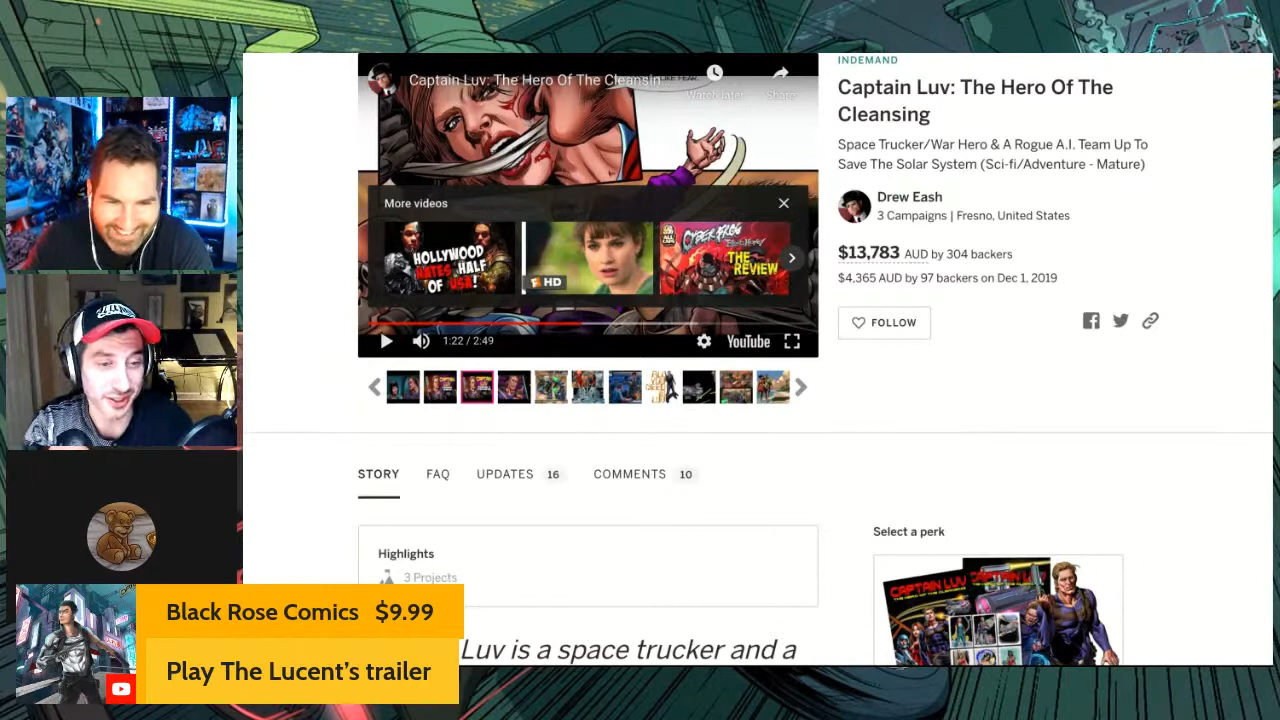 Captain Luv: The Hero Of The Cleansin
Watch later
Share
More videos
HOLLYWOOD
HATES HALF
OF USA!
HD
CYBERFROG
THE
REVIEW
1:22 / 2:49
YouTube
INDEMAND
Captain Luv: The Hero Of The
Cleansing
Space Trucker/War Hero & A Rogue A.I. Team Up To
Save The Solar System (Sci-fi/Adventure - Mature)
Drew Eash
3 Campaigns | Fresno, United States
$13,783 AUD by 304 backers
$4,365 AUD by 97 backers on Dec 1, 2019
FOLLOW
STORY FAQ UPDATES 16 COMMENTS 10
Highlights
3 Projects
Select a perk
CAPTAIN LUV
Luv is a space trucker and a
Black Rose Comics $9.99
Play The Lucent's trailer